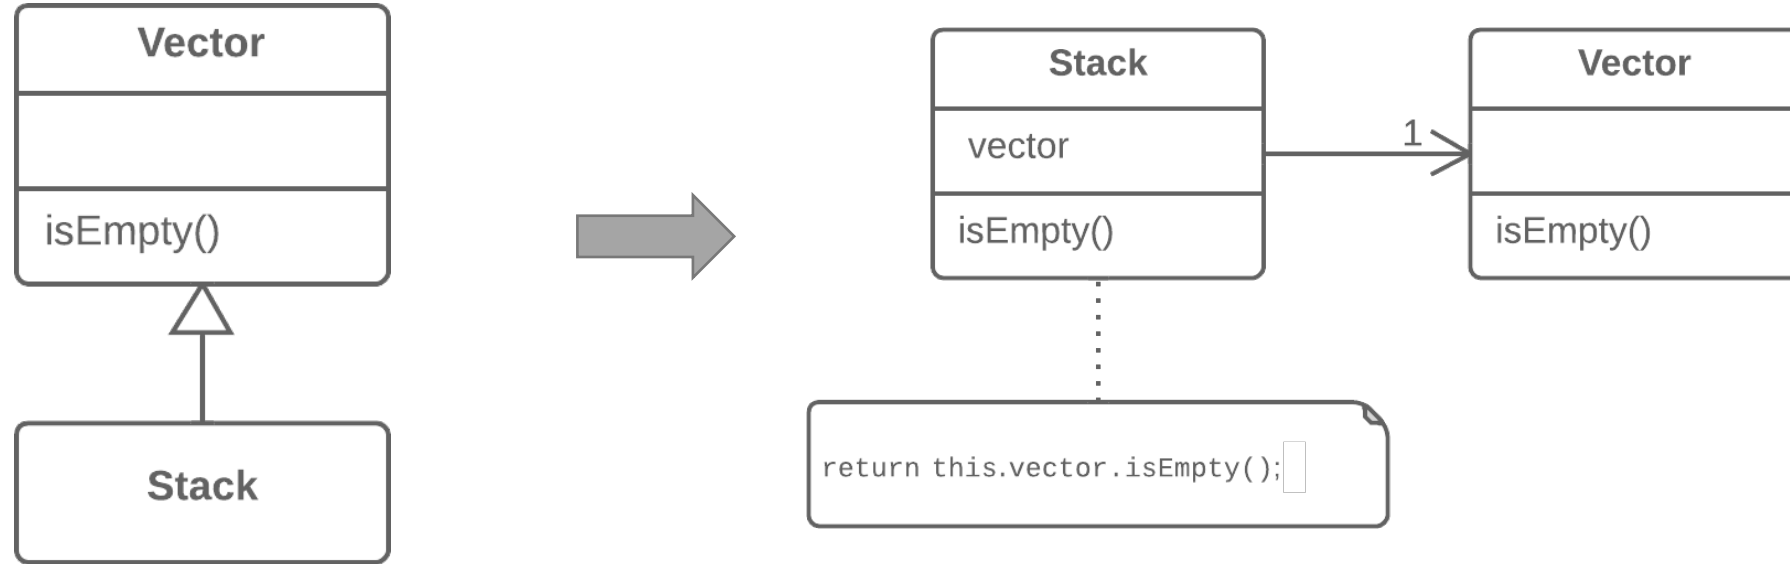 Vector
isEmpty()
Stack
Stack
vector
isEmpty()
1
Vector
isEmpty()
return this.vector.isEmpty();